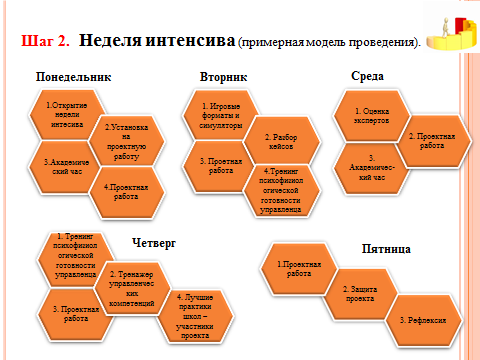 Шаг 2. Неделя интенсива (примерная модель проведения).
Понедельник
1.Открытие
недели
интесива
2.Установка
на
проектную
работу
3.Академиче
ский час
4.Проектная
работа
Вторник
1. Игровые
форматы и
симуляторы
2. Разбор
кейсов
3. Проетная
работа
4.Тренинг
психофизиол
огической
готовности
управленца
Среда
1. Оценка
экспертов
2. Проектная
работа
3.
Академичес-
кий час
Четверг
1. Тренинг
психофизиол
огической
готовности
управленца
2. Тренажер
управленчес
ких
компетенций
3. Проектная
работа
4. Лучшие
практики
школ –
участники
проекта
Пятница
1.Проектная
работа
2. Защита
проекта
3. Рефлексия